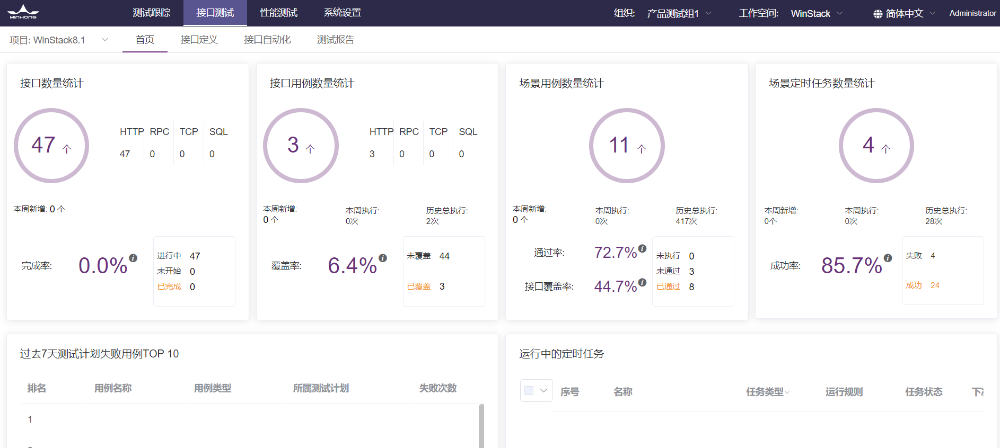 WINHONG
测试跟踪 接口测试 性能测试 系统设置 组织: 产品测试组1 工作空间: WinStack 简体中文 Administrator
项目: WinStack8.1 首页 接口定义 接口自动化 测试报告
接口数量统计
47 个
HTTP RPC TCP SQL
47 0 0 0
本周新增: 0 个
完成率: 0.0%
进行中 47
未开始 0
已完成 0
接口用例数量统计
3 个
HTTP RPC TCP SQL
3 0 0 0
本周新增: 本周执行: 历史总执行:
0 个 0次 2次
覆盖率: 6.4%
未覆盖 44
已覆盖 3
场景用例数量统计
11 个
本周新增: 本周执行: 历史总执行:
0 个 0次 417次
通过率: 72.7%
接口覆盖率: 44.7%
未执行 0
未通过 3
已通过 8
场景定时任务数量统计
4 个
本周新增: 本周执行: 历史总执行:
0个 0次 28次
成功率: 85.7%
失败 4
成功 24
过去7天测试计划失败用例TOP 10
排名 用例名称 用例类型 所属测试计划 失败次数
1
运行中的定时任务
序号 名称 任务类型 运行规则 任务状态 下